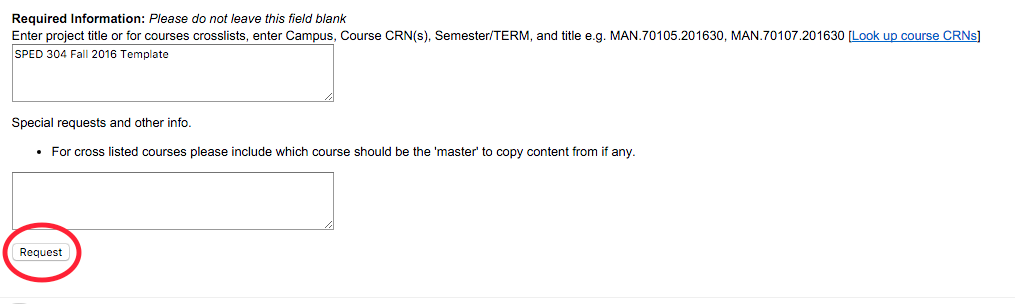 Required Information: Please do not leave this field blank
Enter project title or for courses crosslists, enter Campus, Course CRN(s), Semester/TERM, and title e.g. MAN.70105.201630, MAN.70107.201630 [Look up course CRNs]
SPED 304 Fall 2016 Template
Special requests and other info.
• For cross listed courses please include which course should be the 'master' to copy content from if any.
Request